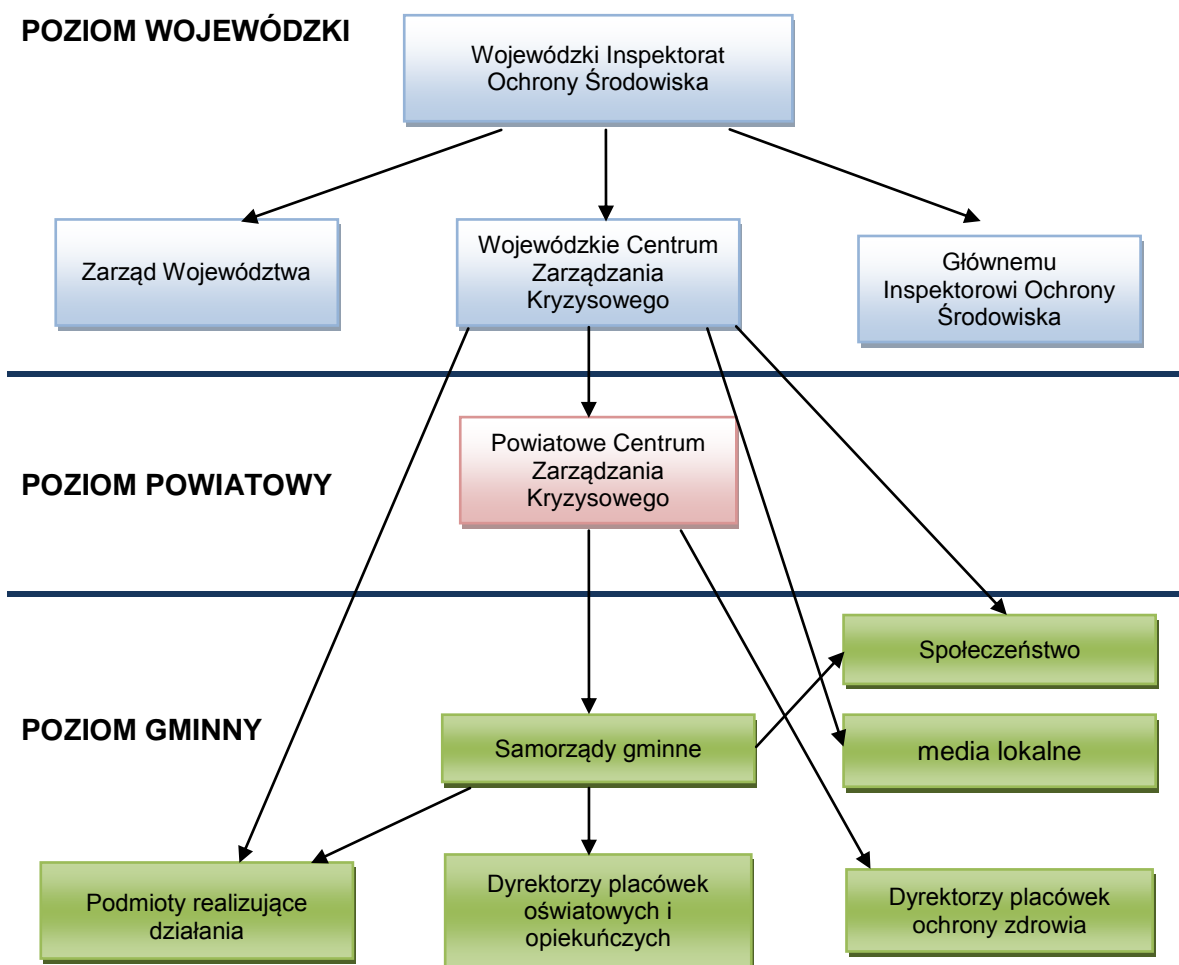 POZIOM WOJEWÓDZKI
Wojewódzki Inspektorat
Ochrony Środowiska
Zarząd Województwa
Wojewódzkie Centrum
Zarządzania
Kryzysowego
Głównemu
Inspektorowi Ochrony
Środowiska
POZIOM POWIATOWY
Powiatowe Centrum
Zarządzania
Kryzysowego
POZIOM GMINNY
Społeczeństwo
Samorządy gminne
media lokalne
Podmioty realizujące
działania
Dyrektorzy placówek
oświatowych i
opiekuńczych
Dyrektorzy placówek
ochrony zdrowia